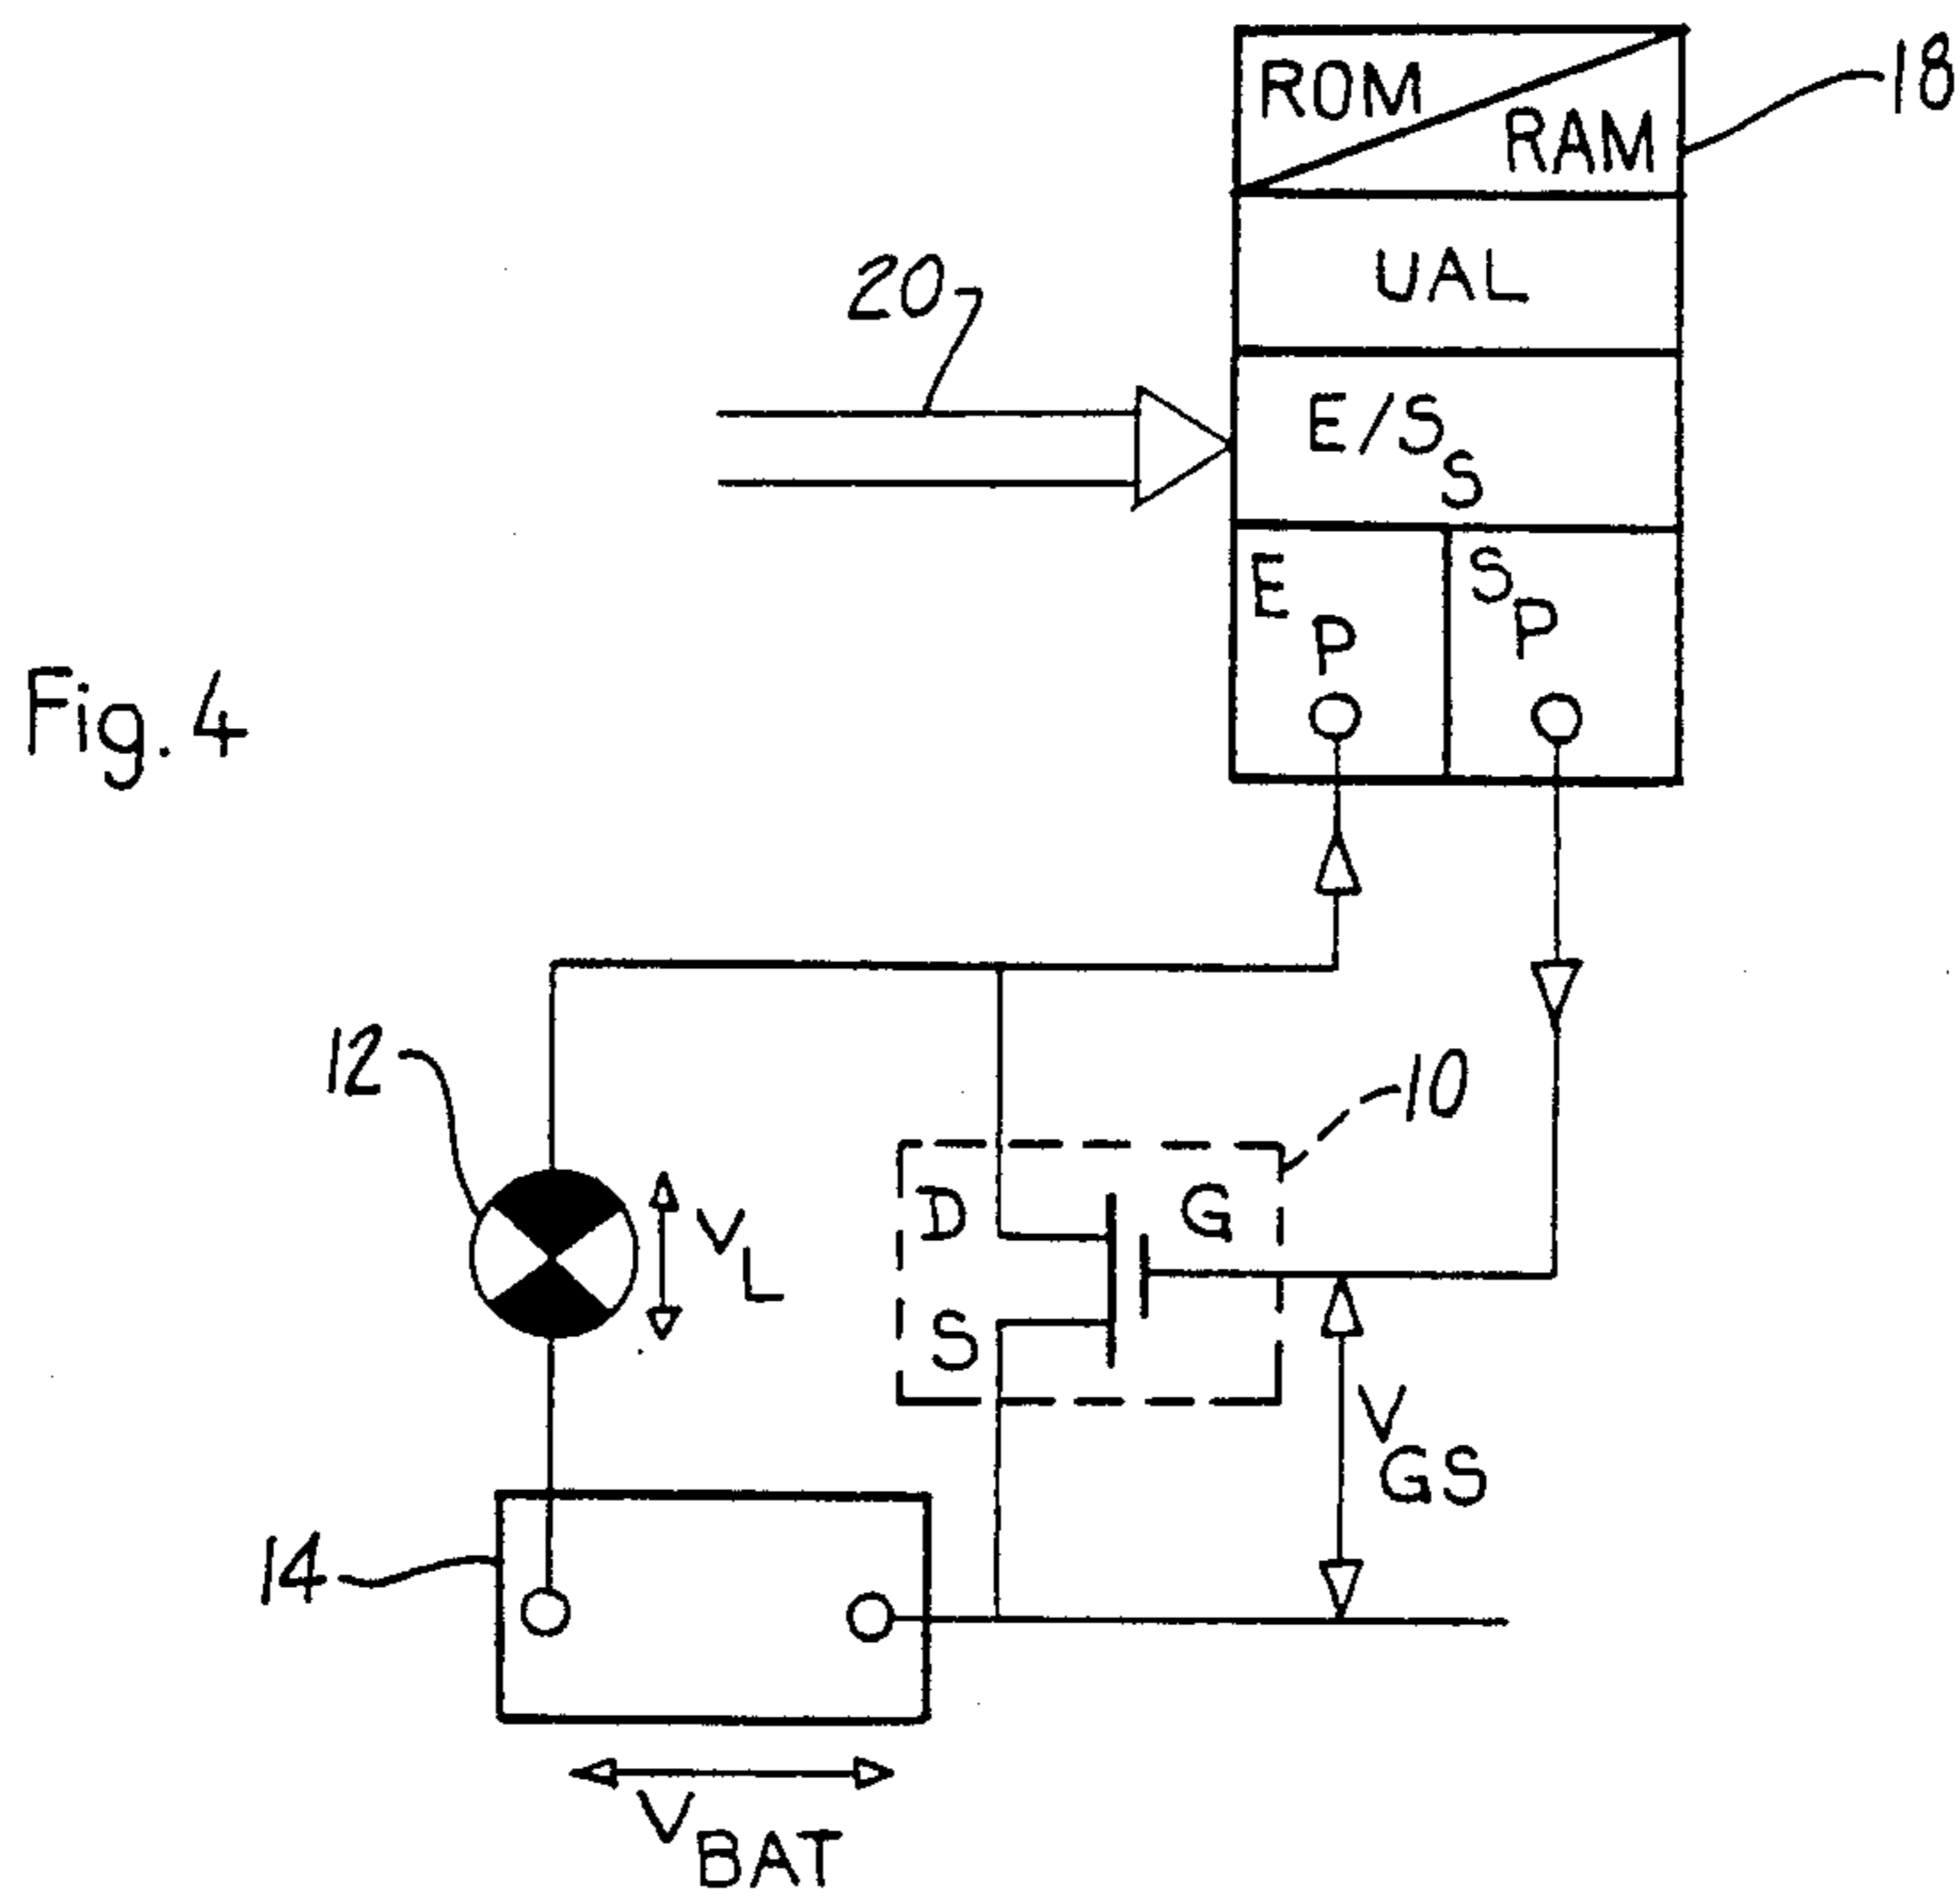 ROM
RAM
18
UAL
20
E/S S
E P
S P
Fig. 4
12
10
V L
D
G
S
V GS
14
V BAT